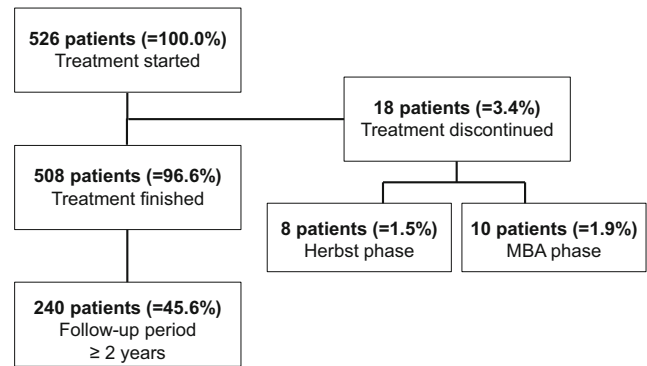 526 patients (=100.0%)
Treatment started
18 patients (=3.4%)
Treatment discontinued
508 patients (=96.6%)
Treatment finished
8 patients (=1.5%)
Herbst phase
10 patients (=1.9%)
MBA phase
240 patients (=45.6%)
Follow-up period
≥ 2 years